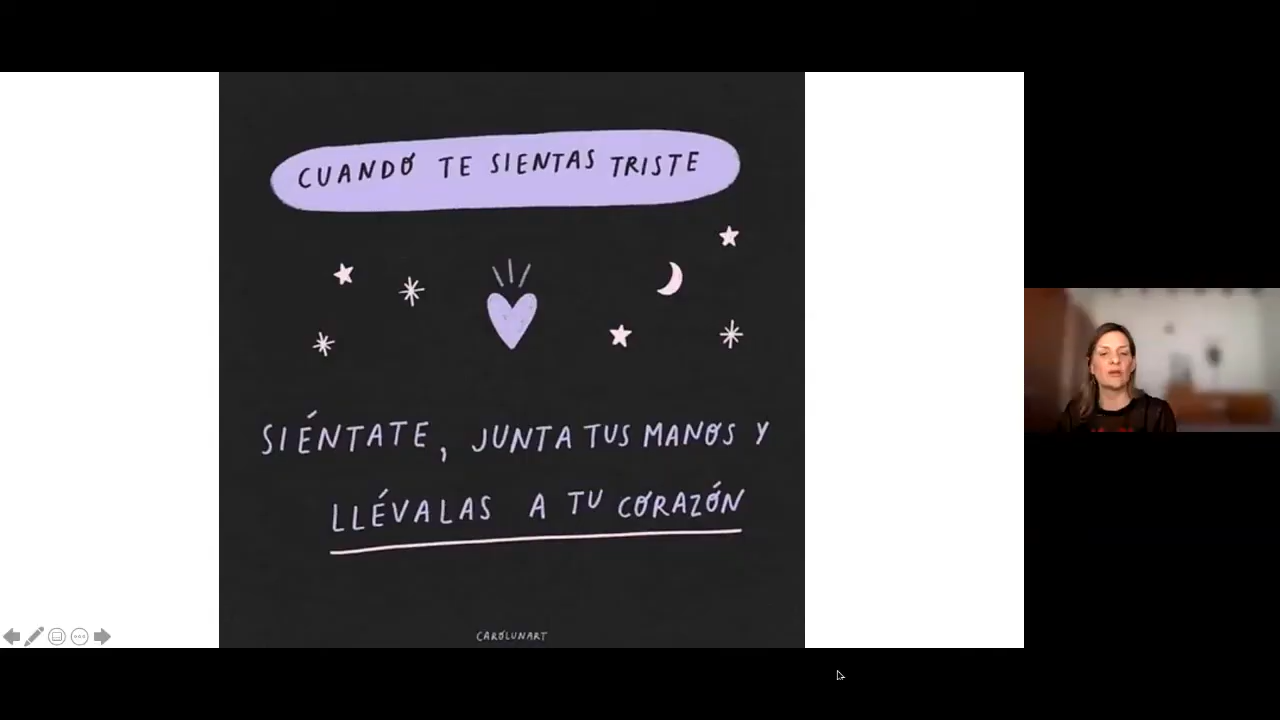 CUANDO TE SIENTAS TRISTE
SIÉNTATE, JUNTA TUS MANOS Y
LLÉVALAS A TU CORAZÓN
CAROLUNART